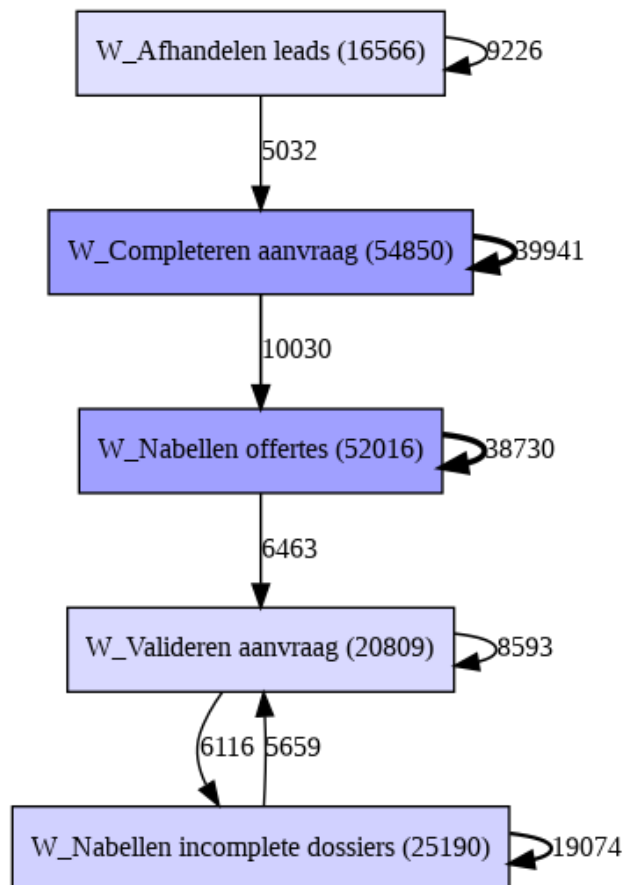 W_Afhandelen leads (16566)
9226
5032
W_Completeren aanvraag (54850)
39941
10030
W_Nabellen offertes (52016)
38730
6463
W_Valideren aanvraag (20809)
8593
6116
5659
W_Nabellen incomplete dossiers (25190)
19074